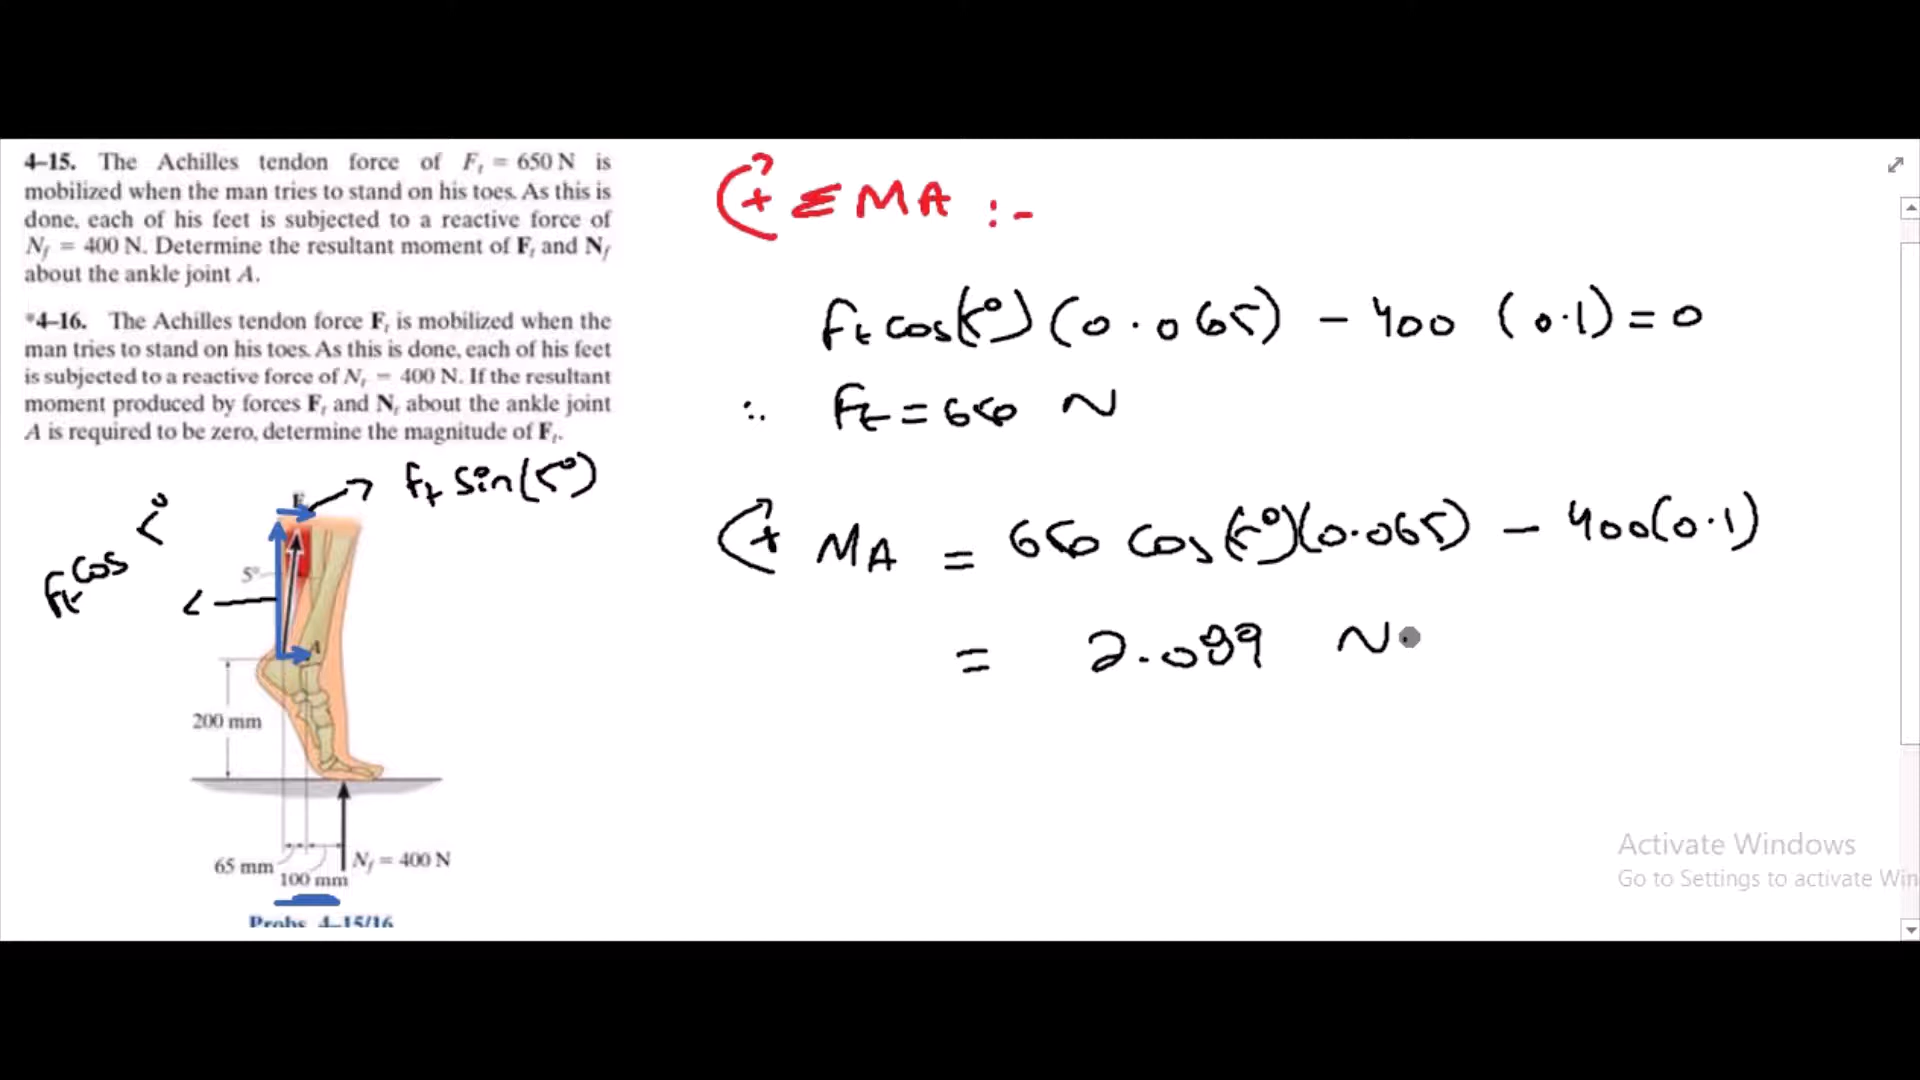 4–15. The Achilles tendon force of Ft = 650 N is
mobilized when the man tries to stand on his toes. As this is
done, each of his feet is subjected to a reactive force of
Nf = 400 N. Determine the resultant moment of Ft and Nf
about the ankle joint A.
*4–16. The Achilles tendon force Ft is mobilized when the
man tries to stand on his toes. As this is done, each of his feet
is subjected to a reactive force of Nt = 400 N. If the resultant
moment produced by forces Ft and Nt about the ankle joint
A is required to be zero, determine the magnitude of Ft.
Ft sin(5°)
Ft cos 5°
5°
A
200 mm
65 mm
100 mm
Nf = 400 N
Probs. 4–15/16
+ ΣMA :-
Ft cos(5°)(0.065) - 400 (0.1) = 0
∴ Ft = N
+ MA = 650 cos(5°)(0.065) - 400(0.1)
= 2.089 N.
Activate Windows
Go to Settings to activate Win